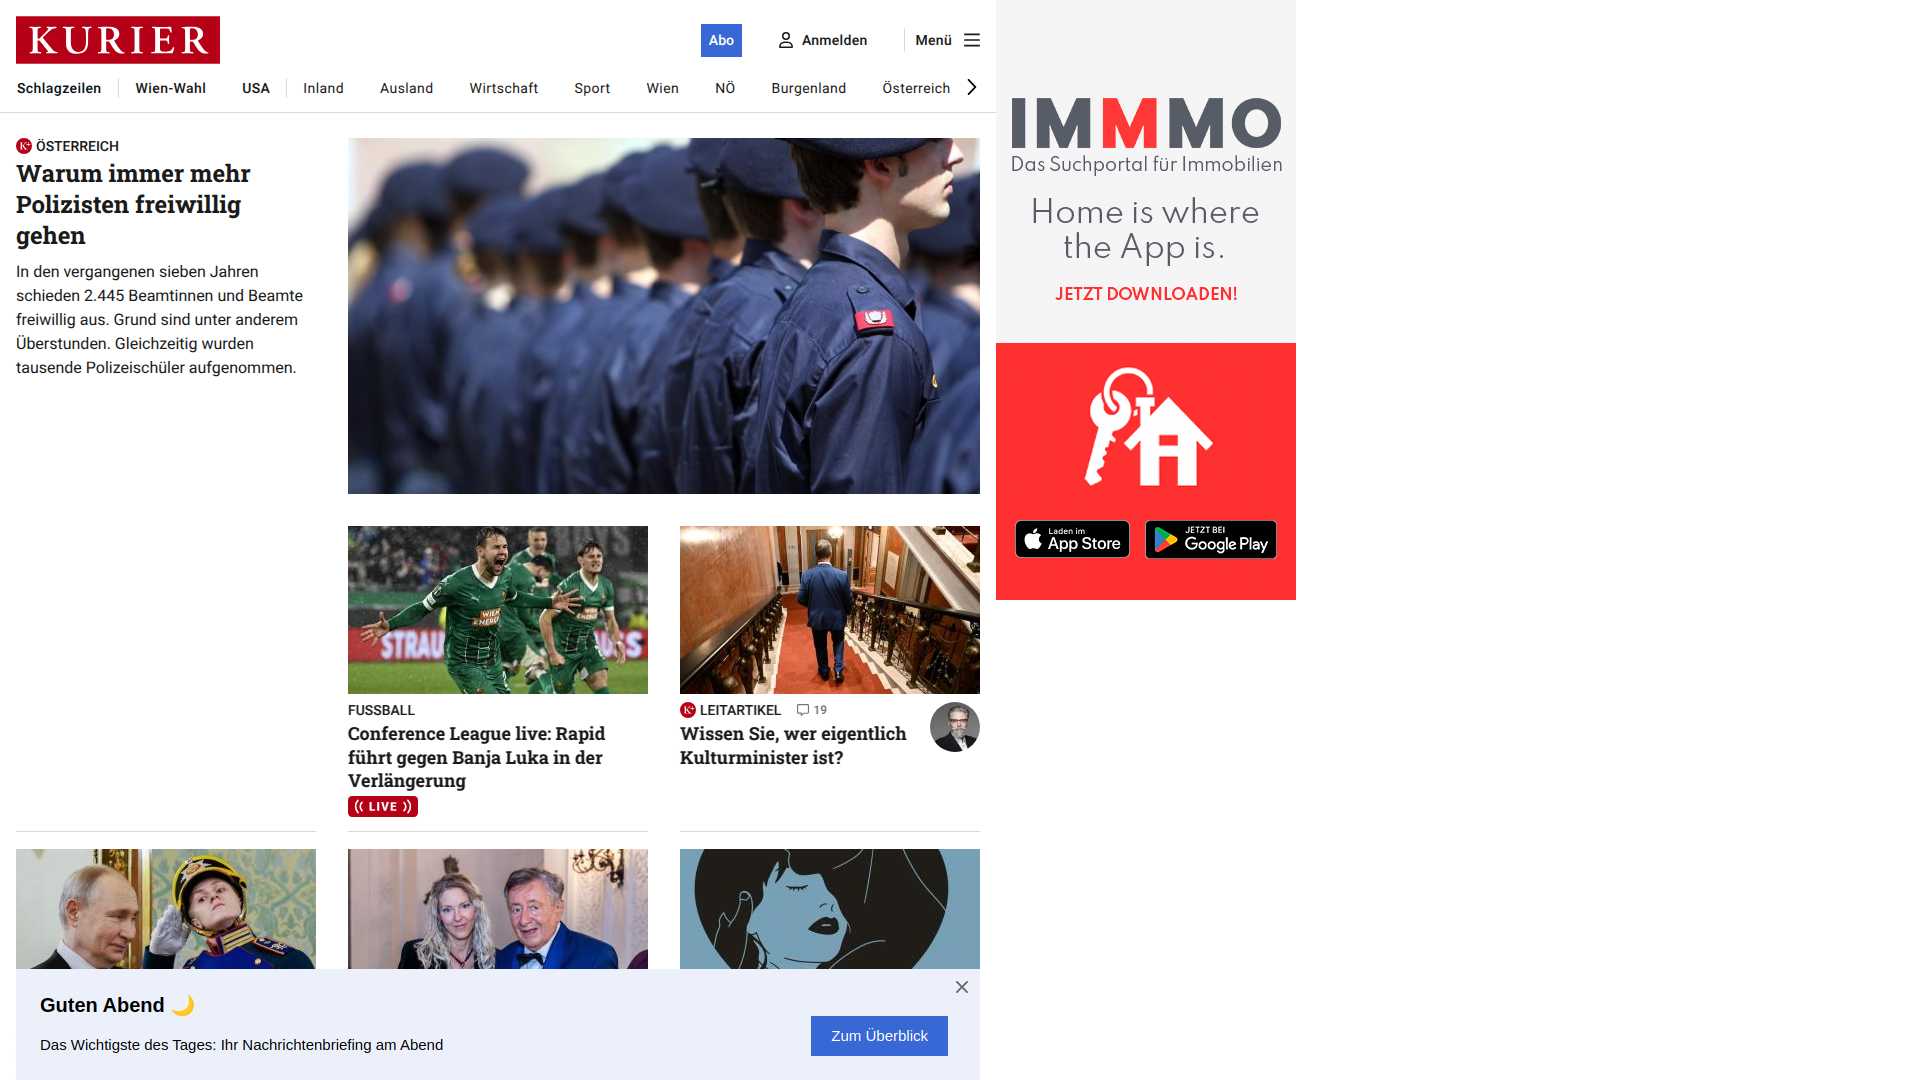 KURIER
Abo
Anmelden
Menü
Schlagzeilen
Wien-Wahl
USA
Inland
Ausland
Wirtschaft
Sport
Wien
NÖ
Burgenland
Österreich
K+ ÖSTERREICH
Warum immer mehr
Polizisten freiwillig
gehen
In den vergangenen sieben Jahren
schieden 2.445 Beamtinnen und Beamte
freiwillig aus. Grund sind unter anderem
Überstunden. Gleichzeitig wurden
tausende Polizeischüler aufgenommen.
WIEN
ENERGIE
STRAU
FUSSBALL
Conference League live: Rapid
führt gegen Banja Luka in der
Verlängerung
LIVE
K+ LEITARTIKEL 19
Wissen Sie, wer eigentlich
Kulturminister ist?
Guten Abend 🌙
Das Wichtigste des Tages: Ihr Nachrichtenbriefing am Abend
Zum Überblick
IMMMO
Das Suchportal für Immobilien
Home is where
the App is.
JETZT DOWNLOADEN!
Laden im
App Store
JETZT BEI
Google Play